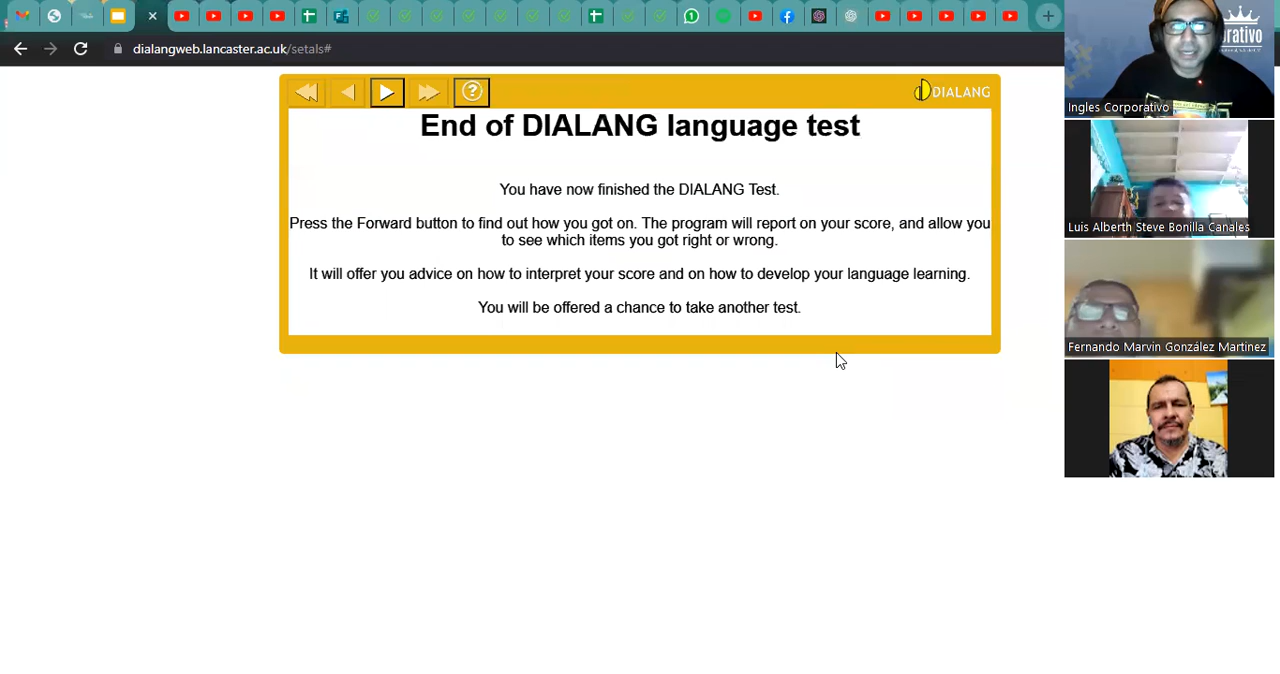 dialangweb.lancaster.ac.uk/setals#
DIALANG
End of DIALANG language test
You have now finished the DIALANG Test.
Press the Forward button to find out how you got on. The program will report on your score, and allow you
to see which items you got right or wrong.
It will offer you advice on how to interpret your score and on how to develop your language learning.
You will be offered a chance to take another test.
Ingles Corporativo
Luis Alberth Steve Bonilla Canales
Fernando Marvin González Martínez